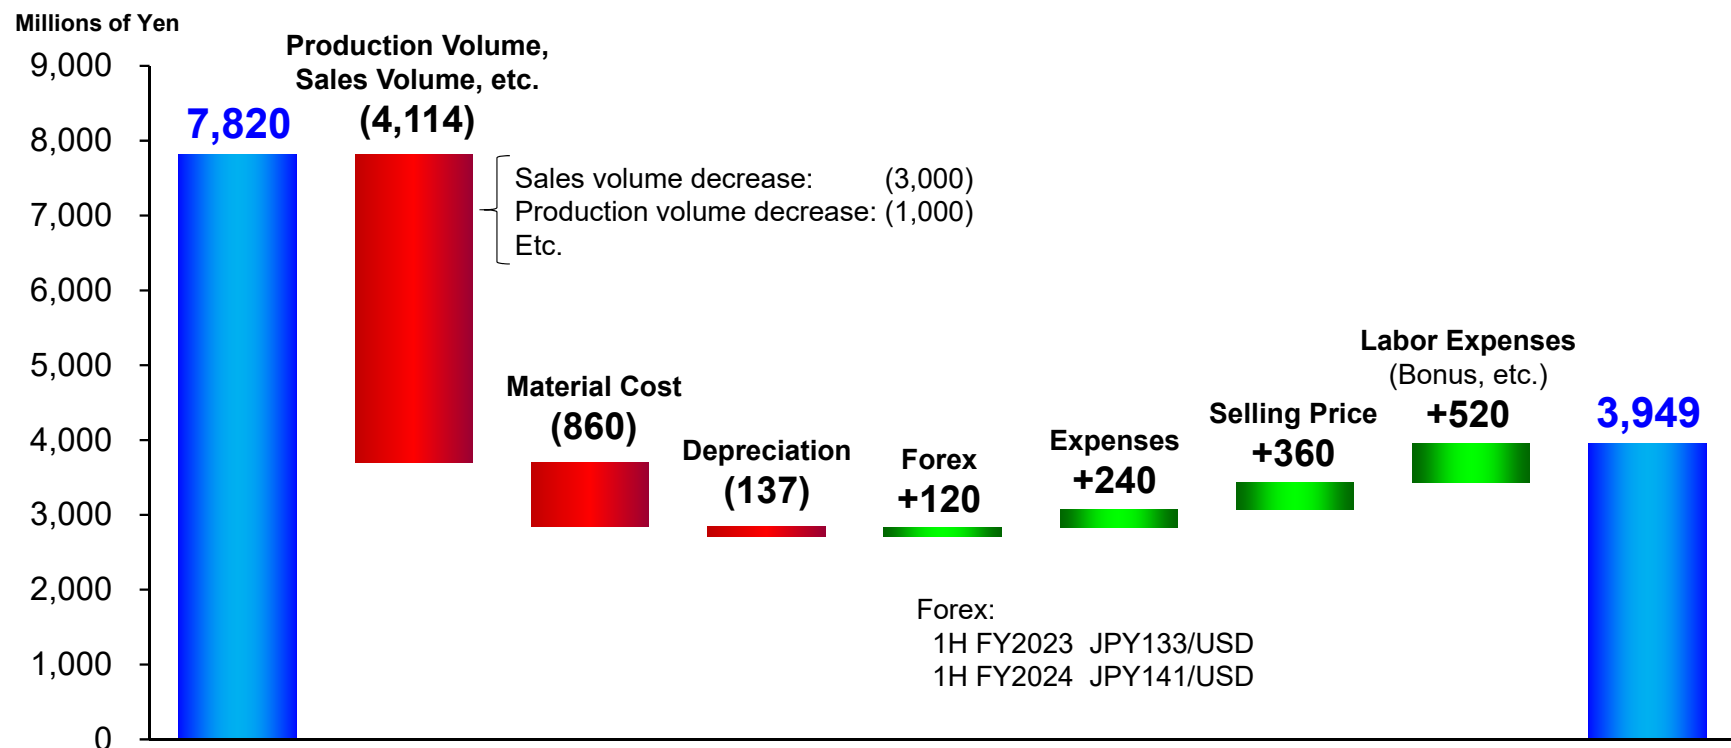 Millions of Yen
9,000
8,000
7,000
6,000
5,000
4,000
3,000
2,000
1,000
0
7,820
Production Volume,
Sales Volume, etc.
(4,114)
Sales volume decrease: (3,000)
Production volume decrease: (1,000)
Etc.
Material Cost
(860)
Depreciation
(137)
Forex
+120
Expenses
+240
Selling Price
+360
Labor Expenses
(Bonus, etc.)
+520
3,949
Forex:
1H FY2023 JPY133/USD
1H FY2024 JPY141/USD